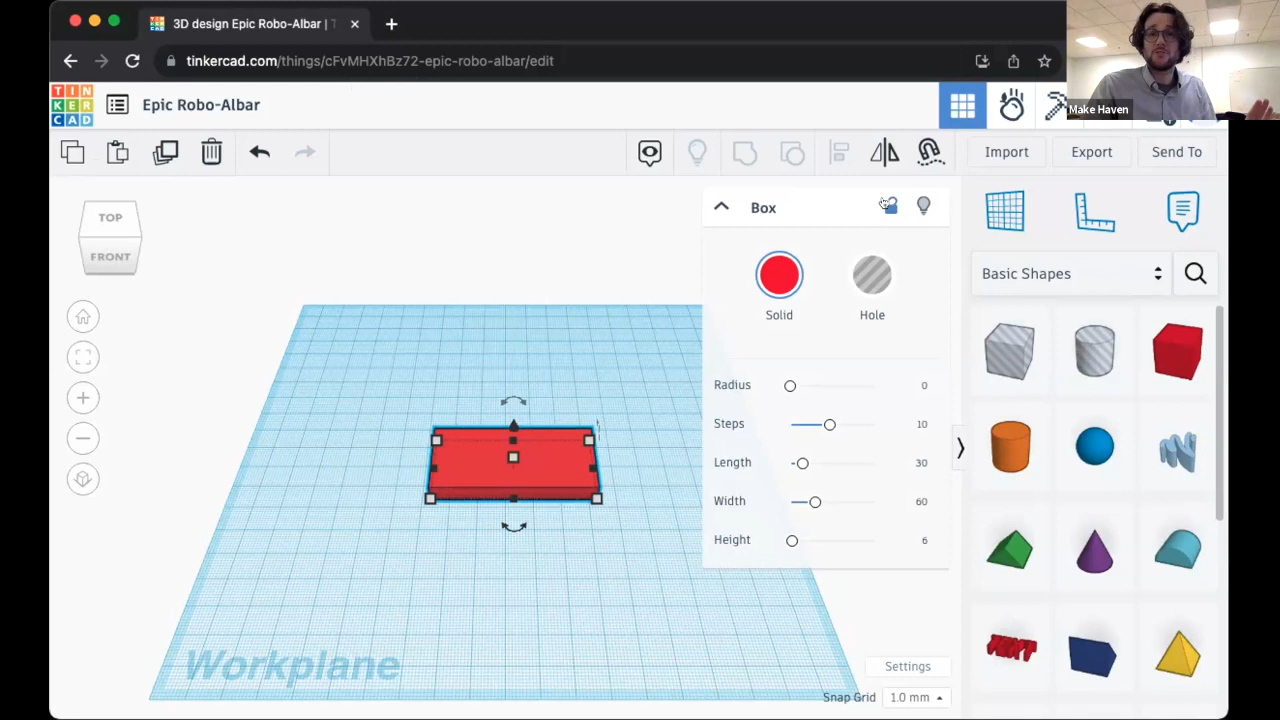 3D design Epic Robo-Albar | T
tinkercad.com/things/cFvMHXhBz72-epic-robo-albar/edit
Make Haven
TIN
KER
CAD
Epic Robo-Albar
Import
Export
Send To
TOP
FRONT
Box
Solid
Hole
Radius 0
Steps 10
Length 30
Width 60
Height 6
Basic Shapes
TEXT
Workplane
Settings
Snap Grid 1.0 mm